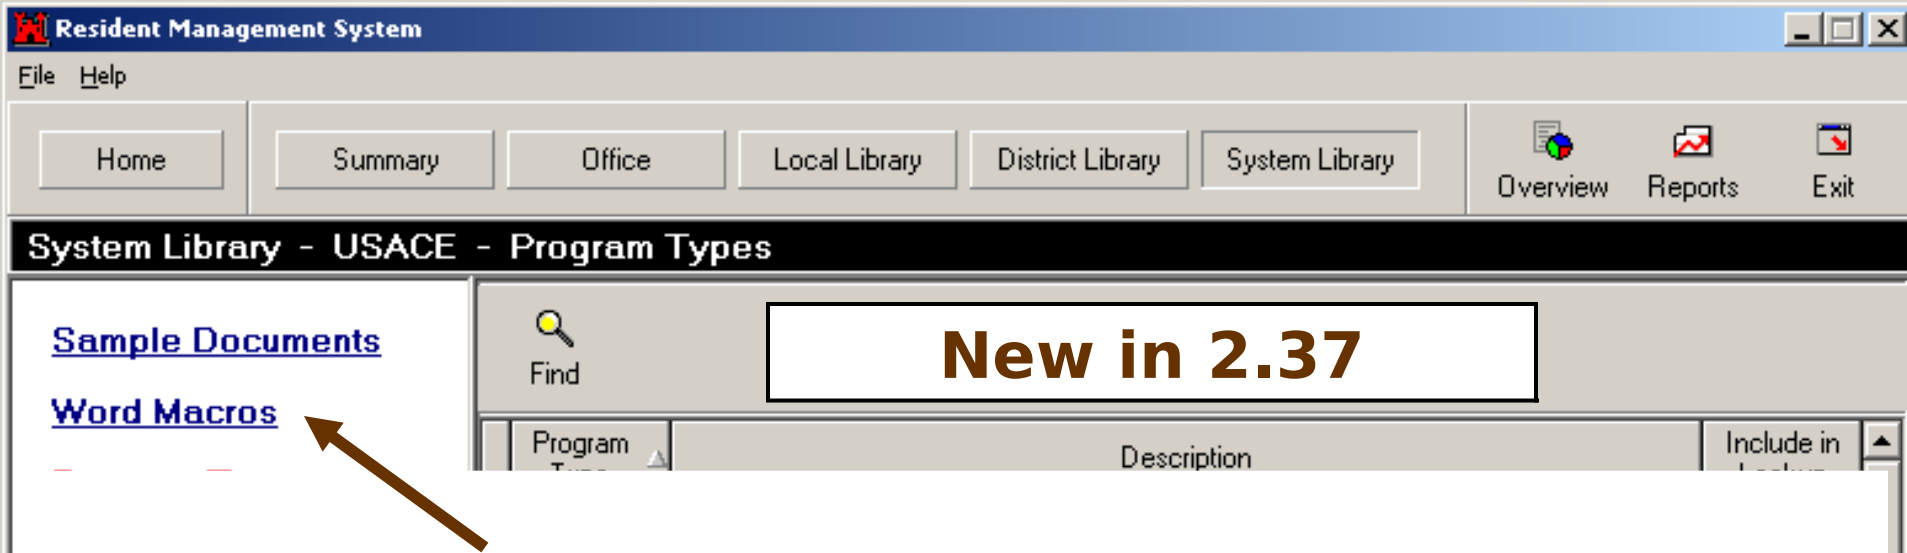 Resident Management System
File Help
Home Summary Office Local Library District Library System Library Overview Reports Exit
System Library - USACE - Program Types
Sample Documents
Find
New in 2.37
Word Macros
Program Description Include in